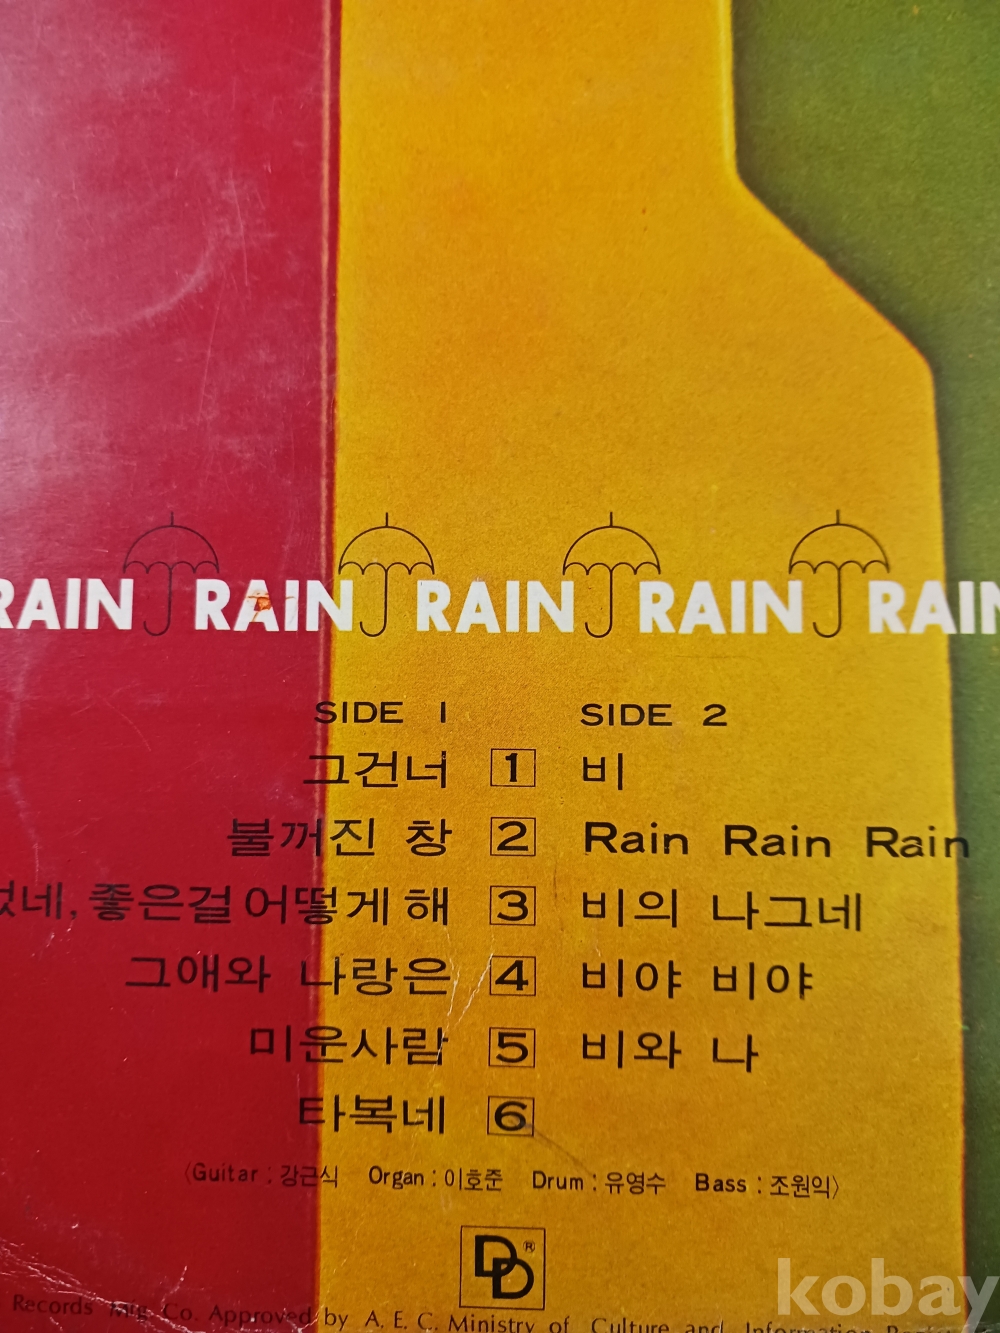 RAIN RAIN RAIN RAIN RAIN
SIDE 1 SIDE 2
그건너 1 비
불꺼진 창 2 Rain Rain Rain
좋은걸 어떻게 해 3 비의 나그네
그애와 나랑은 4 비야 비야
미운사람 5 비와 나
타복네 6
〈Guitar : 강근식 Organ : 이호준 Drum : 유영수 Bass : 조원익〉
DD ®
Records Mfg. Co. Approved by A. E. C. Ministry of Culture and Information
kobay